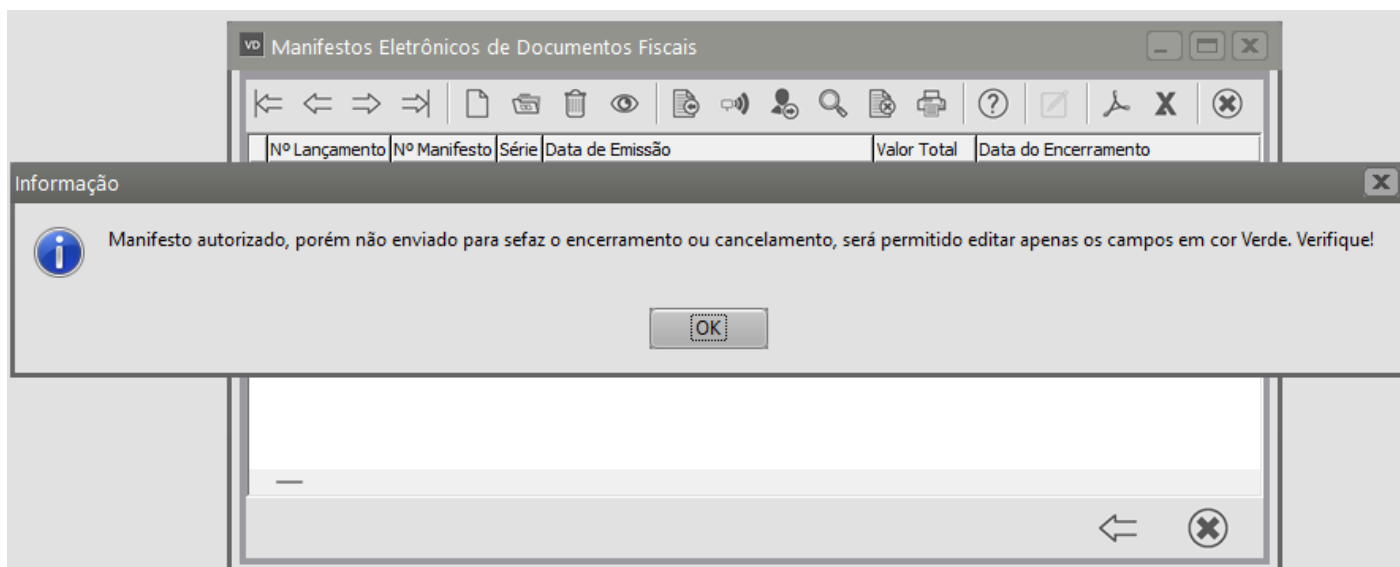 VD Manifestos Eletrônicos de Documentos Fiscais
Nº Lançamento Nº Manifesto Série Data de Emissão Valor Total Data do Encerramento
Informação
Manifesto autorizado, porém não enviado para sefaz o encerramento ou cancelamento, será permitido editar apenas os campos em cor Verde. Verifique!
OK